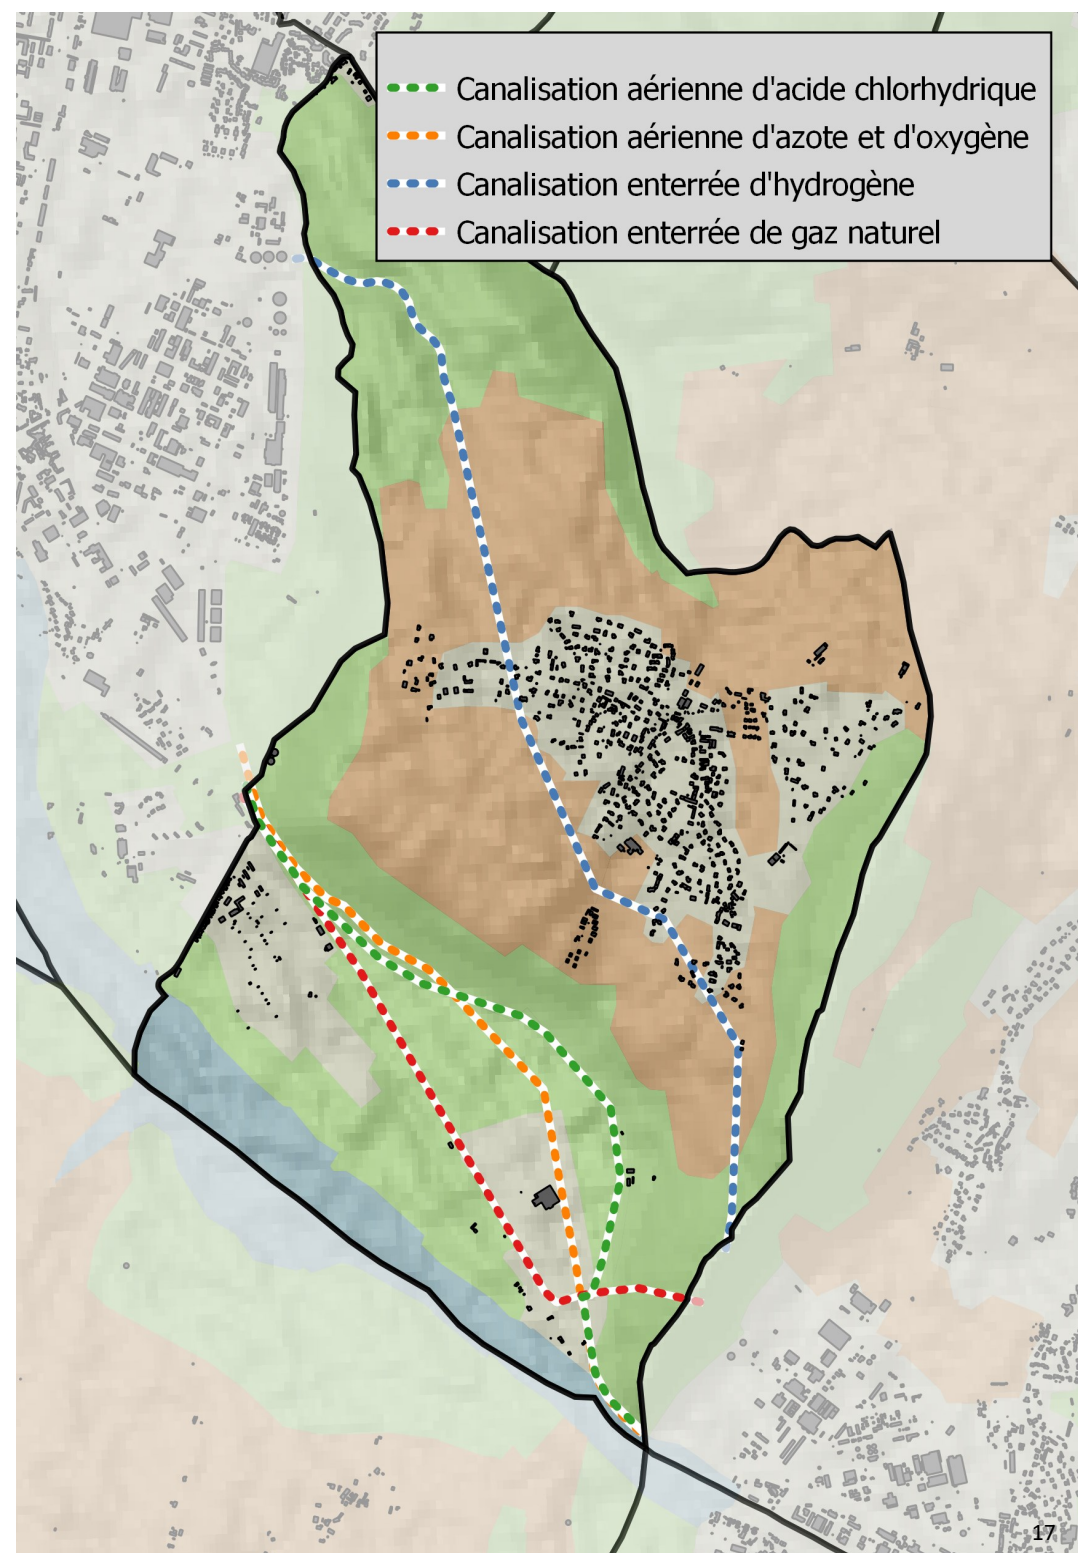 Canalisation aérienne d'acide chlorhydrique
Canalisation aérienne d'azote et d'oxygène
Canalisation enterrée d'hydrogène
Canalisation enterrée de gaz naturel
17